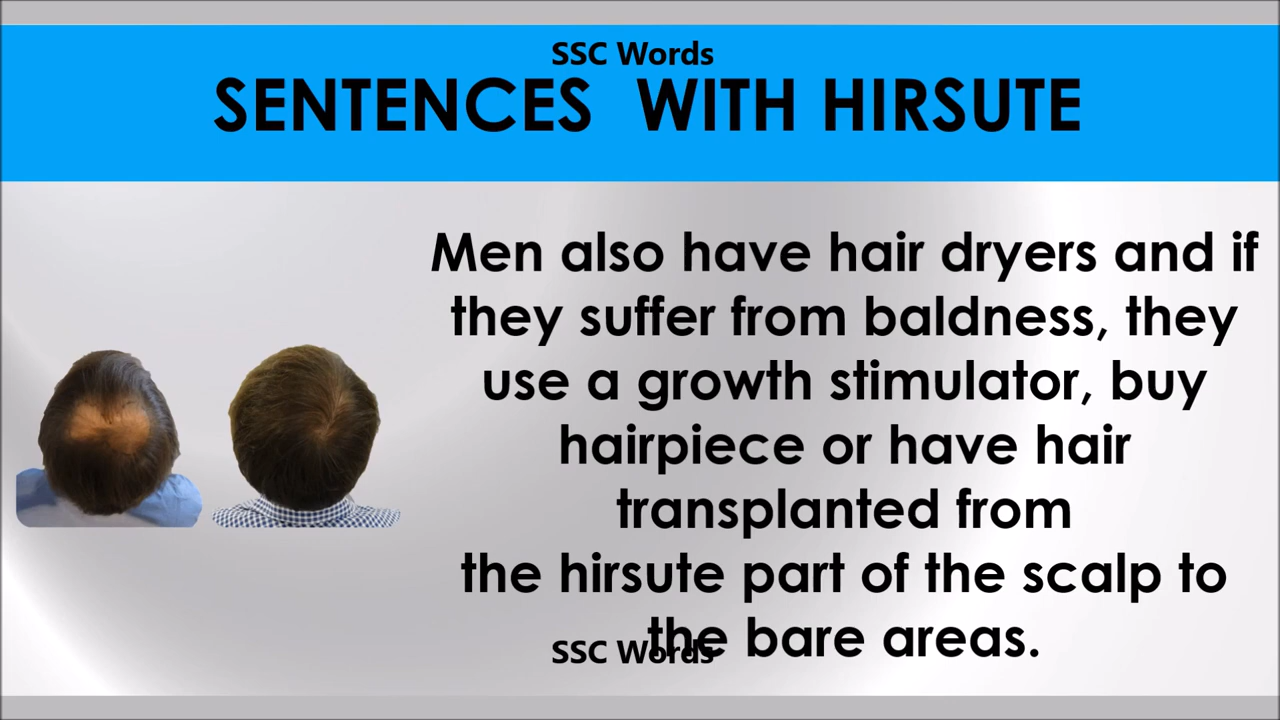 SSC Words
SENTENCES WITH HIRSUTE
Men also have hair dryers and if
they suffer from baldness, they
use a growth stimulator, buy
hairpiece or have hair
transplanted from
the hirsute part of the scalp to
the bare areas.
SSC Words